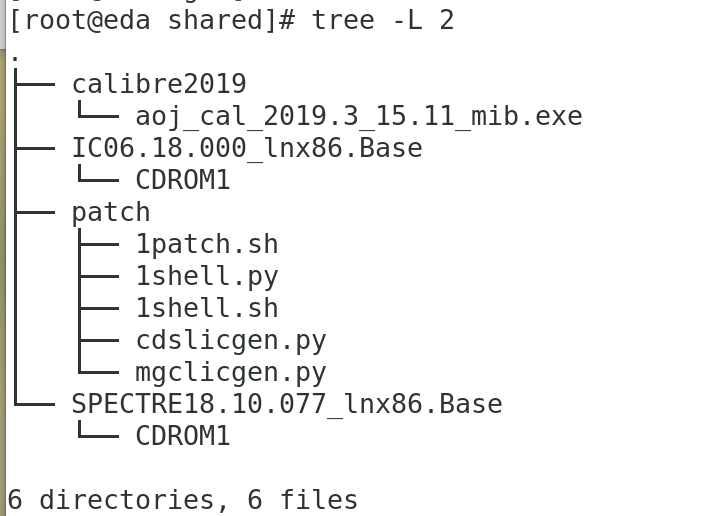 [root@eda shared]# tree -L 2
.
├── calibre2019
│   └── aoj_cal_2019.3_15.11_mib.exe
├── IC06.18.000_lnx86.Base
│   └── CDROM1
├── patch
│   ├── 1patch.sh
│   ├── 1shell.py
│   ├── 1shell.sh
│   ├── cdslicgen.py
│   └── mgclicgen.py
└── SPECTRE18.10.077_lnx86.Base
    └── CDROM1
6 directories, 6 files